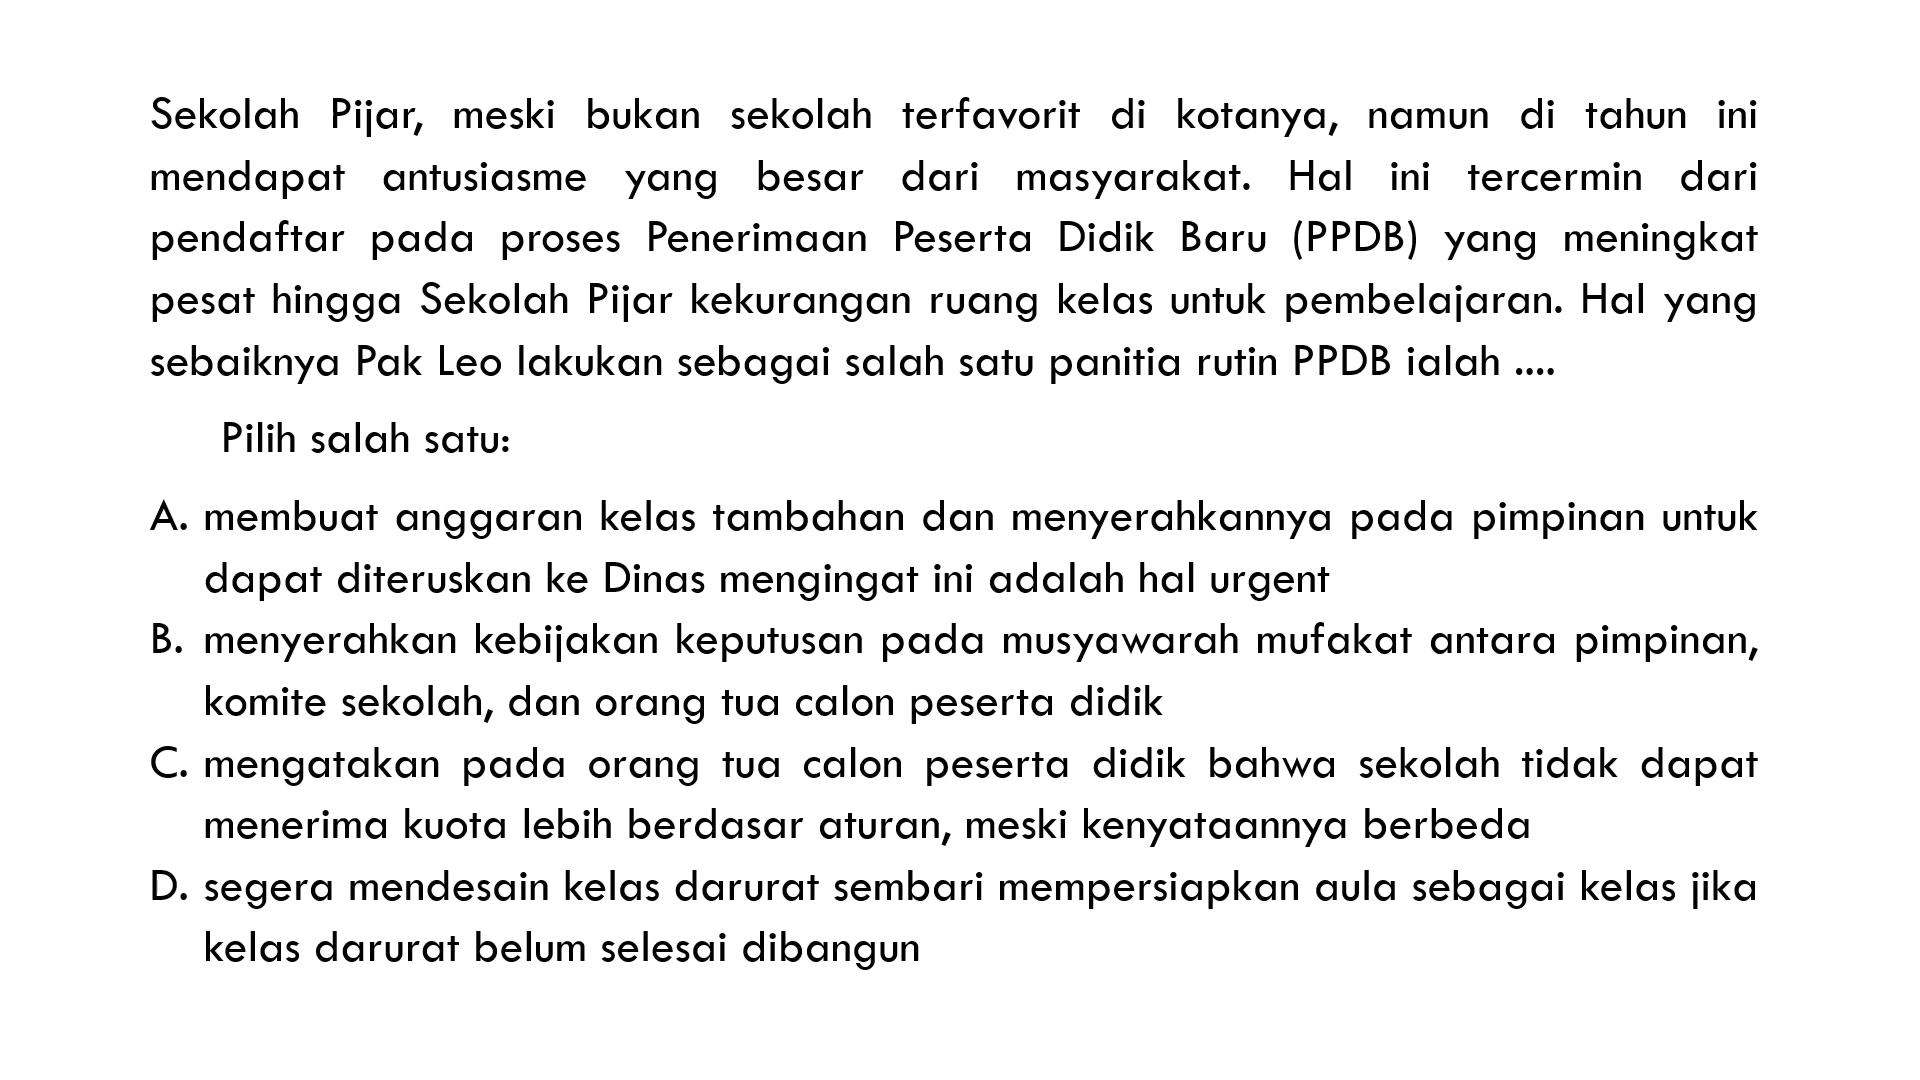 Sekolah Pijar, meski bukan sekolah terfavorit di kotanya, namun di tahun ini
mendapat antusiasme yang besar dari masyarakat. Hal ini tercermin dari
pendaftar pada proses Penerimaan Peserta Didik Baru (PPDB) yang meningkat
pesat hingga Sekolah Pijar kekurangan ruang kelas untuk pembelajaran. Hal yang
sebaiknya Pak Leo lakukan sebagai salah satu panitia rutin PPDB ialah ....
Pilih salah satu:
A. membuat anggaran kelas tambahan dan menyerahkannya pada pimpinan untuk
dapat diteruskan ke Dinas mengingat ini adalah hal urgent
B. menyerahkan kebijakan keputusan pada musyawarah mufakat antara pimpinan,
komite sekolah, dan orang tua calon peserta didik
C. mengatakan pada orang tua calon peserta didik bahwa sekolah tidak dapat
menerima kuota lebih berdasar aturan, meski kenyataannya berbeda
D. segera mendesain kelas darurat sembari mempersiapkan aula sebagai kelas jika
kelas darurat belum selesai dibangun